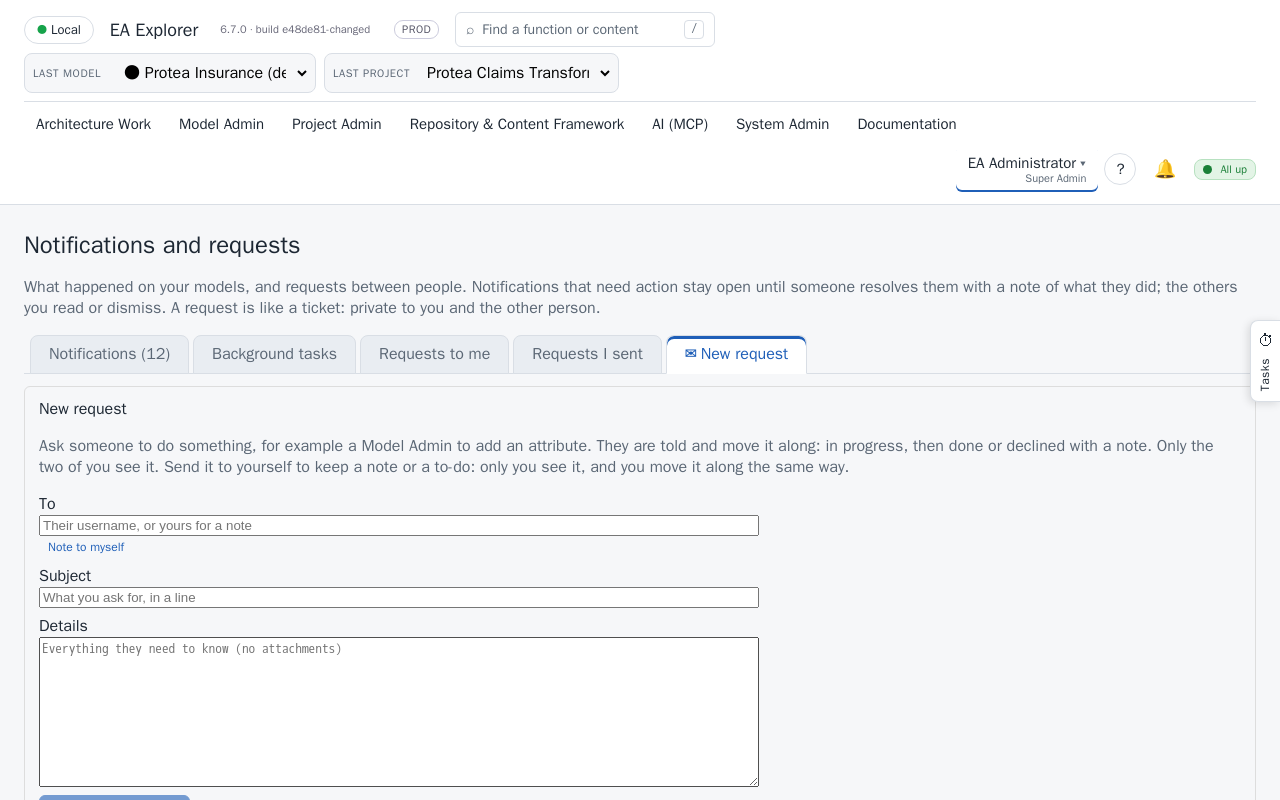 Local
EA Explorer
6.7.0 · build e48de81-changed
PROD
Find a function or content
/
LAST MODEL
Protea Insurance (de
LAST PROJECT
Protea Claims Transfor
Architecture Work
Model Admin
Project Admin
Repository & Content Framework
AI (MCP)
System Admin
Documentation
EA Administrator ▾
Super Admin
?
All up
Notifications and requests
What happened on your models, and requests between people. Notifications that need action stay open until someone resolves them with a note of what they did; the others
you read or dismiss. A request is like a ticket: private to you and the other person.
Notifications (12)
Background tasks
Requests to me
Requests I sent
✉ New request
Tasks
New request
Ask someone to do something, for example a Model Admin to add an attribute. They are told and move it along: in progress, then done or declined with a note. Only the
two of you see it. Send it to yourself to keep a note or a to-do: only you see it, and you move it along the same way.
To
Their username, or yours for a note
Note to myself
Subject
What you ask for, in a line
Details
Everything they need to know (no attachments)